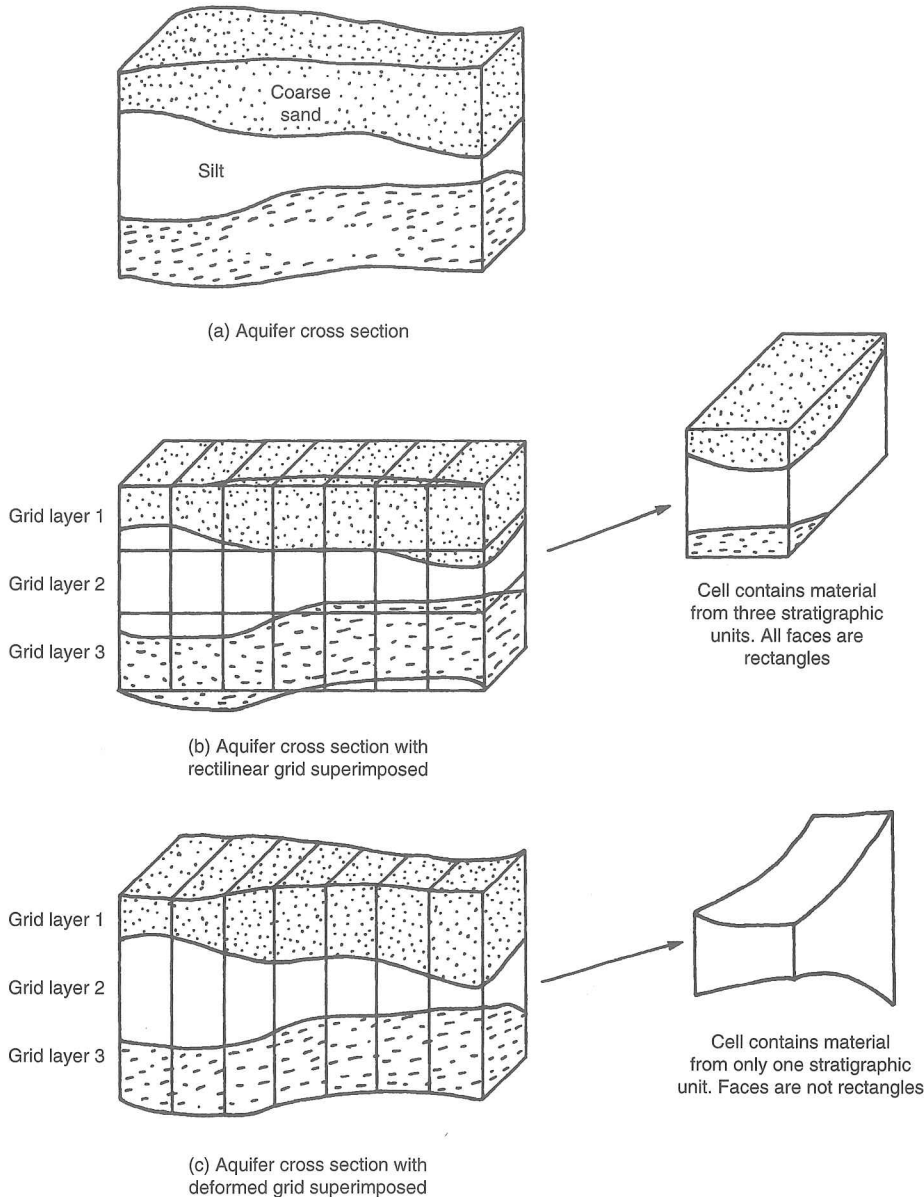 Coarse
sand
Silt
(a) Aquifer cross section
Grid layer 1
Grid layer 2
Grid layer 3
Cell contains material
from three stratigraphic
units. All faces are
rectangles
(b) Aquifer cross section with
rectilinear grid superimposed
Grid layer 1
Grid layer 2
Grid layer 3
Cell contains material
from only one stratigraphic
unit. Faces are not rectangles
(c) Aquifer cross section with
deformed grid superimposed